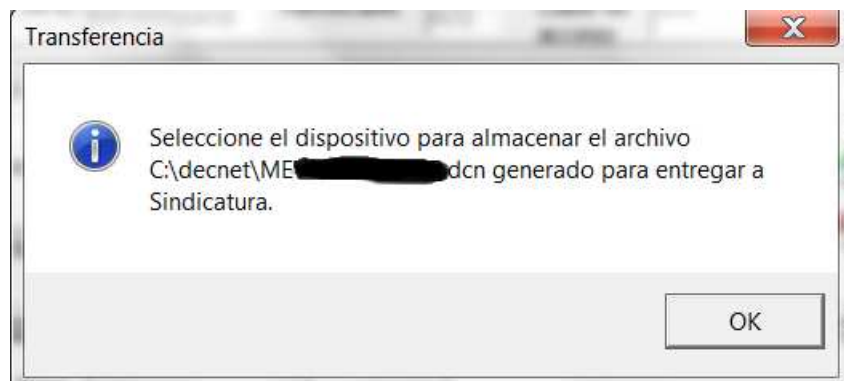 Transferencia
Seleccione el dispositivo para almacenar el archivo
C:\decnet\ME dcn generado para entregar a
Sindicatura.
OK